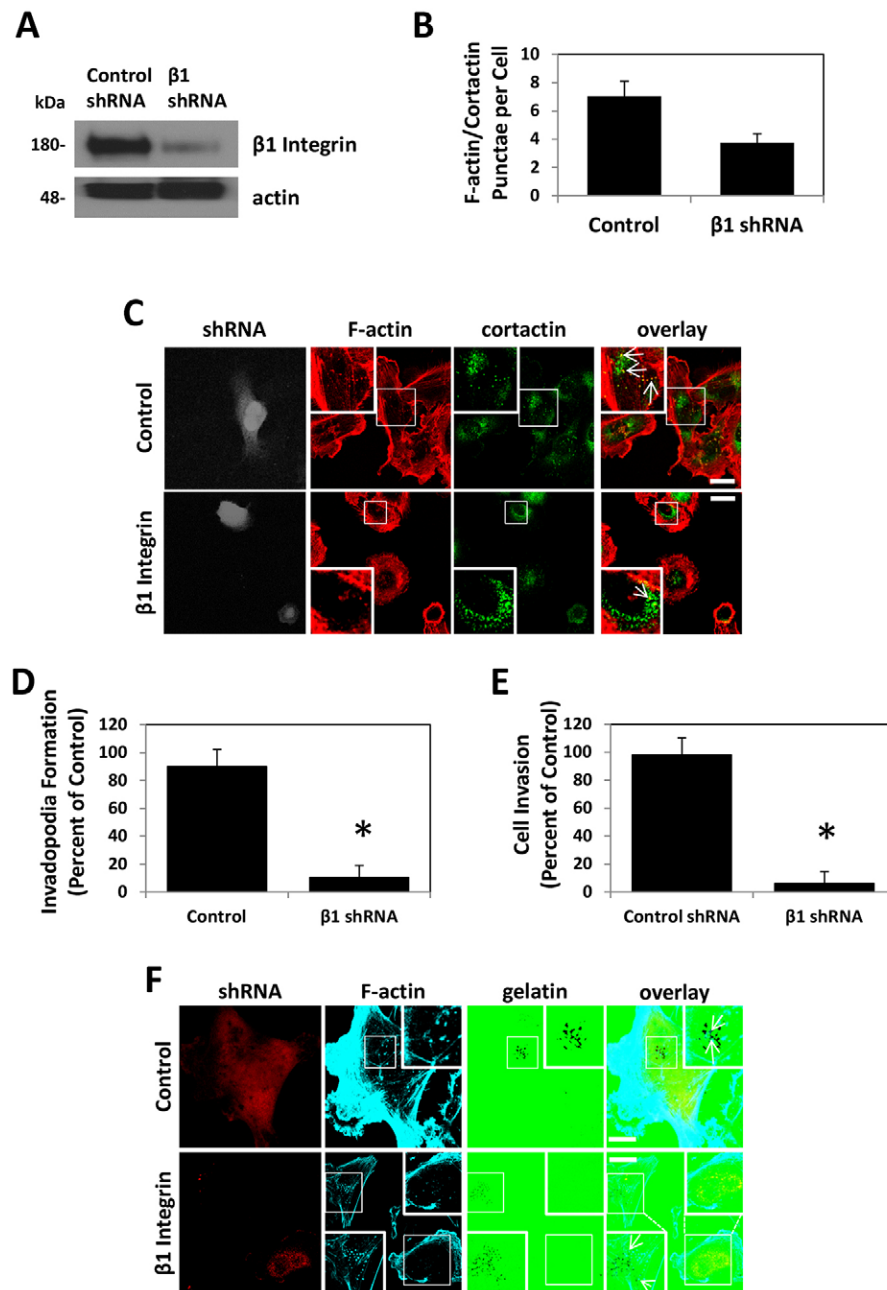 A
Control β1
kDa shRNA shRNA
180- β1 Integrin
48- actin
B
F-actin/Cortactin
Punctae per Cell
10
8
6
4
2
0
Control β1 shRNA
C
shRNA F-actin cortactin overlay
Control
β1 Integrin
D
Invadopodia Formation
(Percent of Control)
120
100
80
60
40
20
0
*
Control β1 shRNA
E
Cell Invasion
(Percent of Control)
120
100
80
60
40
20
0
*
Control shRNA β1 shRNA
F
shRNA F-actin gelatin overlay
Control
β1 Integrin